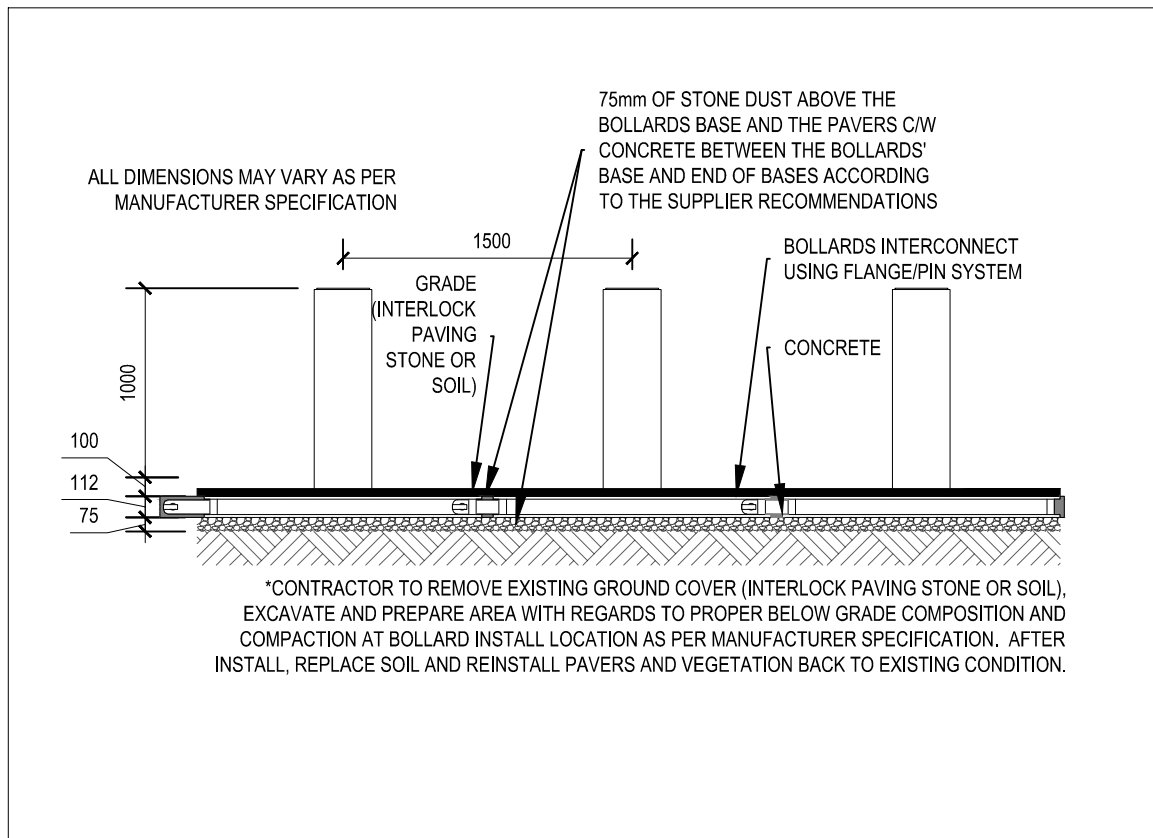 75mm OF STONE DUST ABOVE THE
BOLLARDS BASE AND THE PAVERS C/W
CONCRETE BETWEEN THE BOLLARDS'
BASE AND END OF BASES ACCORDING
TO THE SUPPLIER RECOMMENDATIONS
ALL DIMENSIONS MAY VARY AS PER
MANUFACTURER SPECIFICATION
1500
BOLLARDS INTERCONNECT
USING FLANGE/PIN SYSTEM
GRADE
(INTERLOCK
PAVING
STONE OR
SOIL)
CONCRETE
1000
100
112
75
*CONTRACTOR TO REMOVE EXISTING GROUND COVER (INTERLOCK PAVING STONE OR SOIL),
EXCAVATE AND PREPARE AREA WITH REGARDS TO PROPER BELOW GRADE COMPOSITION AND
COMPACTION AT BOLLARD INSTALL LOCATION AS PER MANUFACTURER SPECIFICATION. AFTER
INSTALL, REPLACE SOIL AND REINSTALL PAVERS AND VEGETATION BACK TO EXISTING CONDITION.